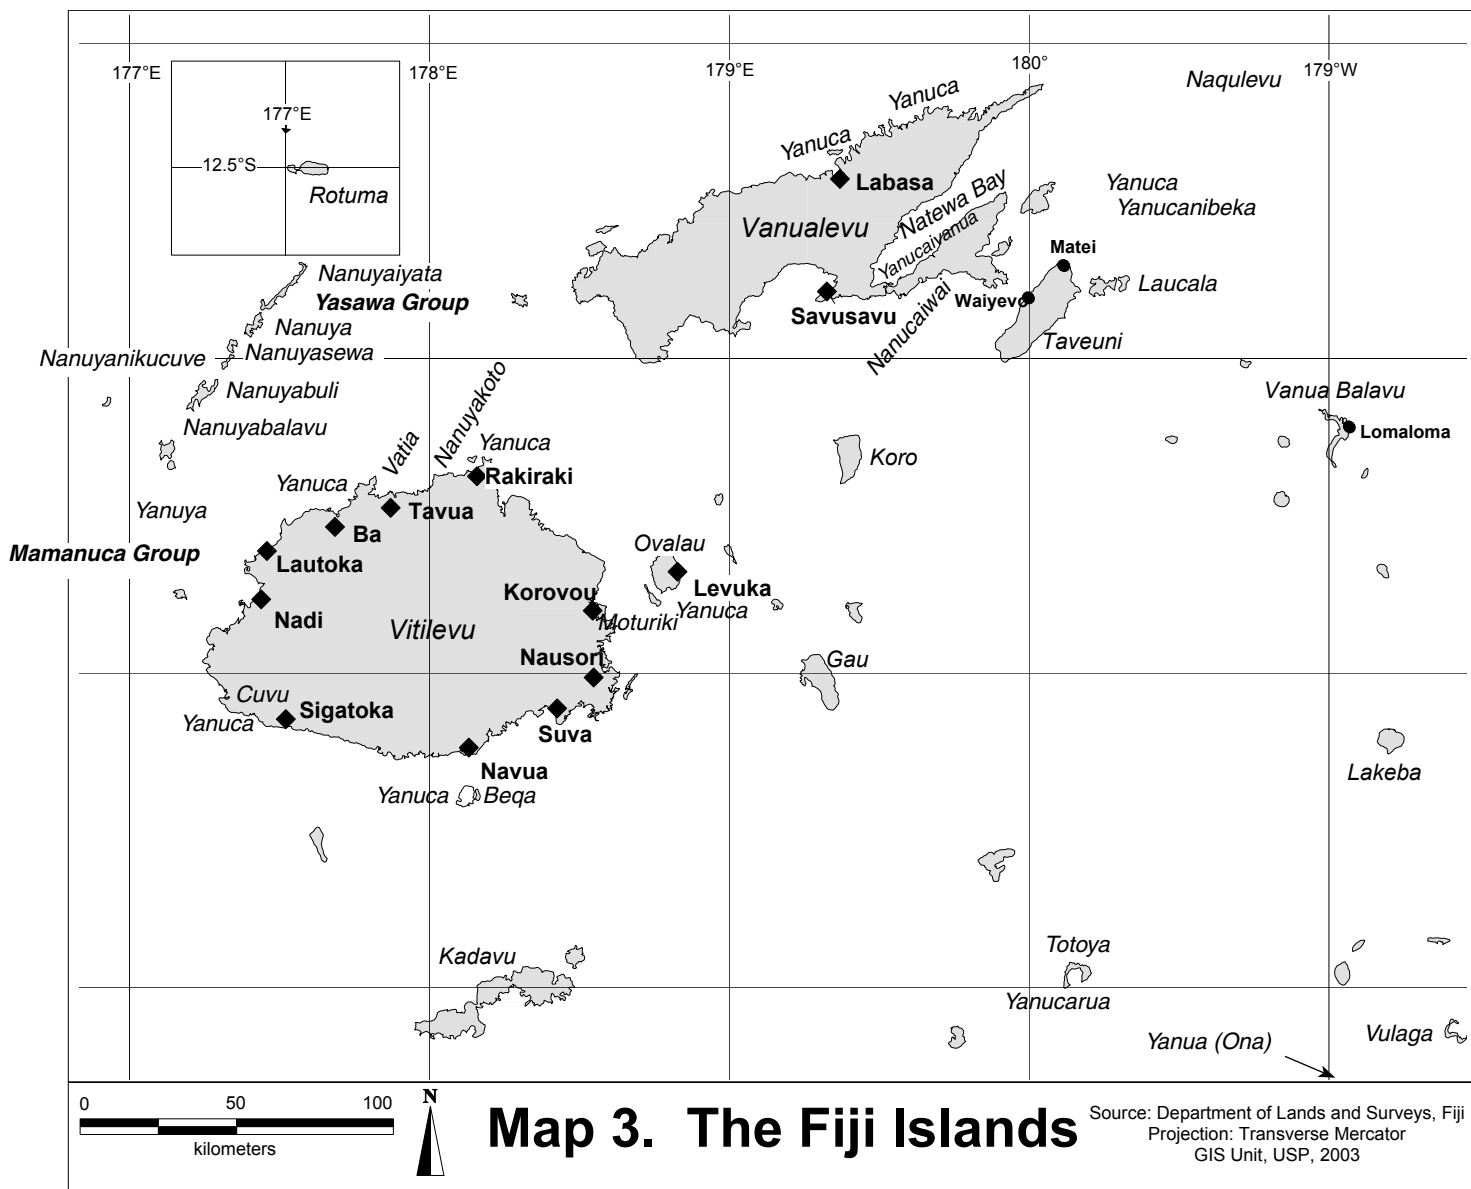 177°E
178°E
179°E
180°
179°W
Naqulevu
Yanuca
Yanuca
177°E
12.5°S
Rotuma
Labasa
Natewa Bay
Yanuca
Yanucanibeka
Vanualevu
Yanucaivanua
Matei
Nanuyaiyata
Yasawa Group
Laucala
Waiyevo
Savusavu
Nanucaiwai
Taveuni
Nanuya
Nanuyanikucuve
Nanuyasewa
Nanuyabuli
Vanua Balavu
Nanuyabalavu
Vatia
Nanuyakoto
Yanuca
Lomaloma
Koro
Rakiraki
Yanuca
Yanuya
Tavua
Ba
Mamanuca Group
Lautoka
Ovalau
Levuka
Korovou
Yanuca
Moturiki
Nadi
Vitilevu
Nausori
Gau
Cuvu
Yanuca
Sigatoka
Suva
Navua
Lakeba
Yanuca
Beqa
Kadavu
Totoya
Yanucarua
Yanua (Ona)
Vulaga
0 50 100
kilometers
N
Map 3. The Fiji Islands
Source: Department of Lands and Surveys, Fiji
Projection: Transverse Mercator
GIS Unit, USP, 2003